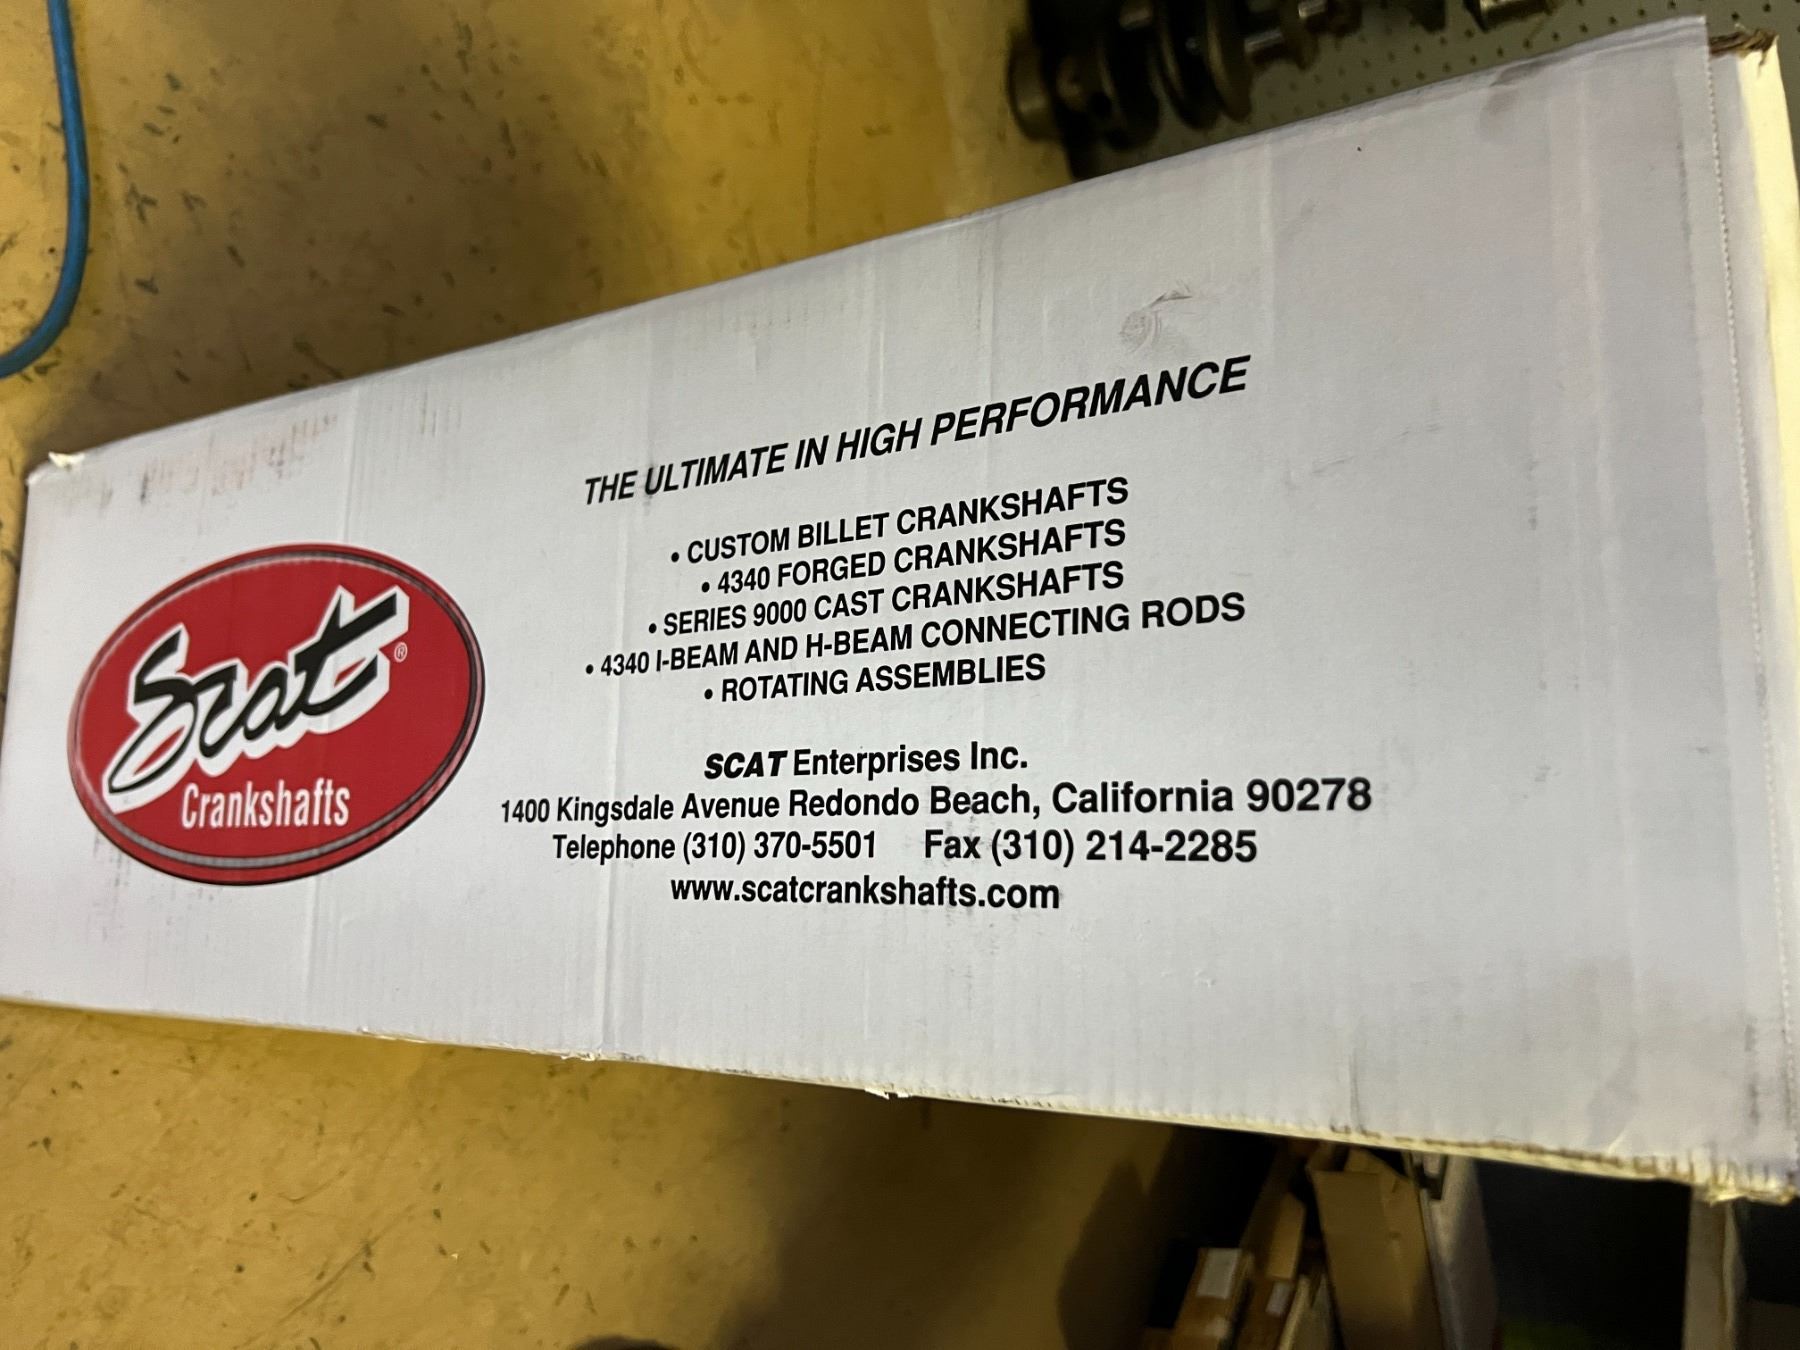 Scat®
Crankshafts
THE ULTIMATE IN HIGH PERFORMANCE
• CUSTOM BILLET CRANKSHAFTS
• 4340 FORGED CRANKSHAFTS
• SERIES 9000 CAST CRANKSHAFTS
• 4340 I-BEAM AND H-BEAM CONNECTING RODS
• ROTATING ASSEMBLIES
SCAT Enterprises Inc.
1400 Kingsdale Avenue Redondo Beach, California 90278
Telephone (310) 370-5501 Fax (310) 214-2285
www.scatcrankshafts.com